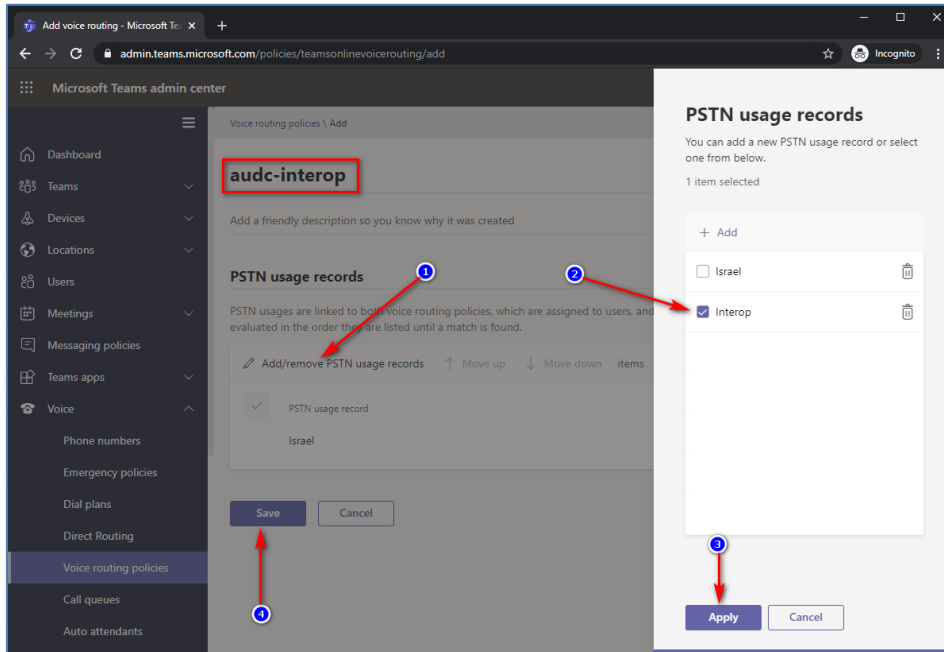 Add voice routing - Microsoft Te
admin.teams.microsoft.com/policies/teamsonlinevoicerouting/add
Incognito
Microsoft Teams admin center
Dashboard
Teams
Devices
Locations
Users
Meetings
Messaging policies
Teams apps
Voice
Phone numbers
Emergency policies
Dial plans
Direct Routing
Voice routing policies
Call queues
Auto attendants
Voice routing policies \ Add
audc-interop
Add a friendly description so you know why it was created
PSTN usage records
1
PSTN usages are linked to both voice routing policies, which are assigned to users, and
evaluated in the order they are listed until a match is found.
Add/remove PSTN usage records Move up Move down items
PSTN usage record
Israel
Save Cancel
4
PSTN usage records
You can add a new PSTN usage record or select
one from below.
1 item selected
+ Add
Israel
2
Interop
3
Apply Cancel